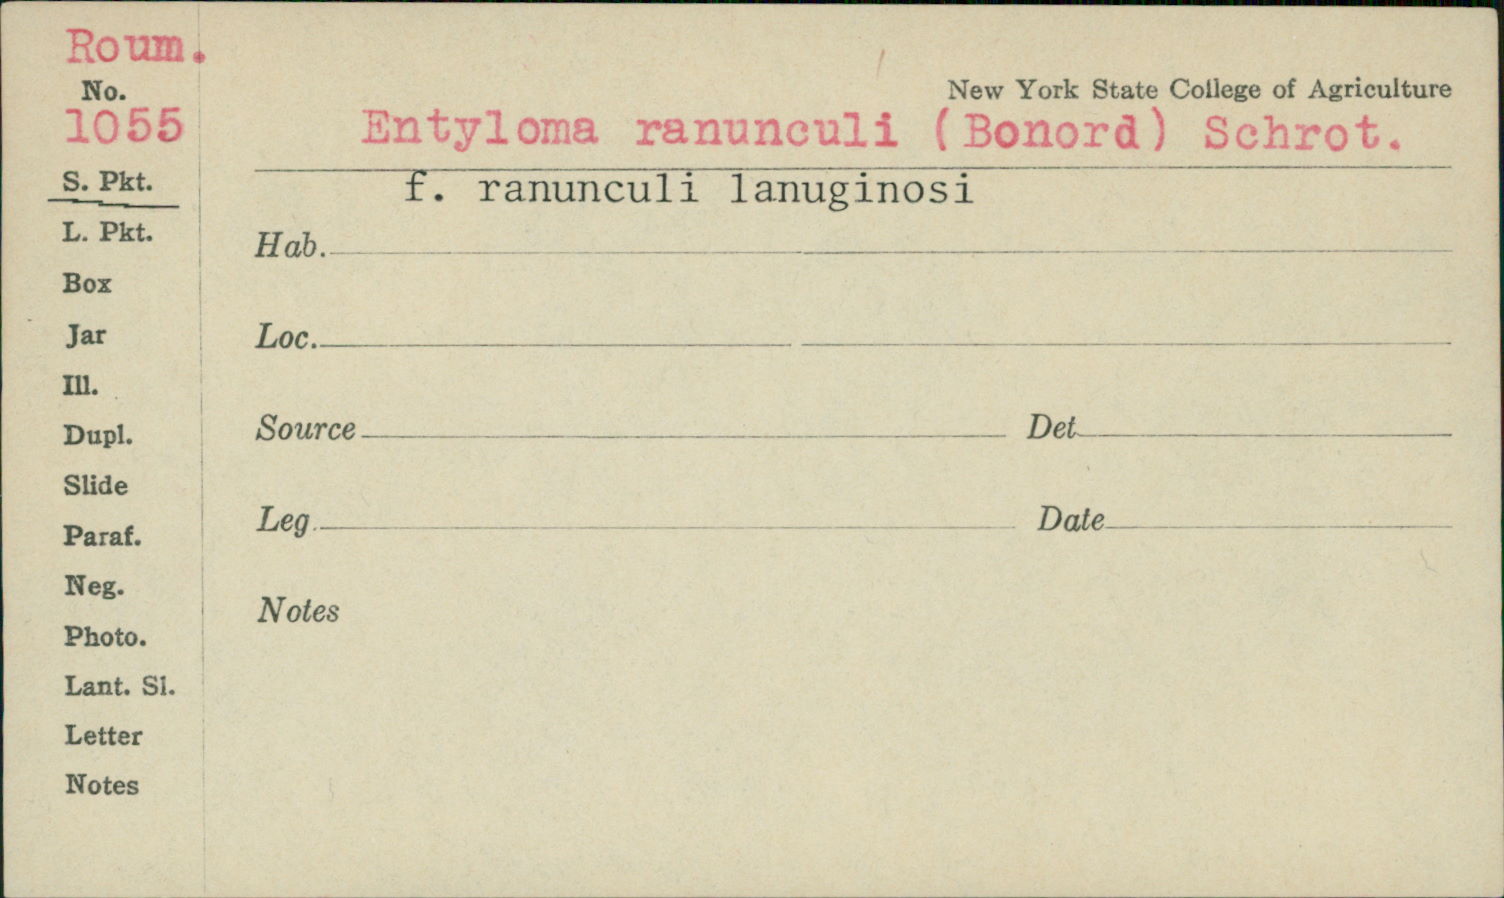 Roum.
No.
1055
S. Pkt.
L. Pkt.
Box
Jar
Ill.
Dupl.
Slide
Paraf.
Neg.
Photo.
Lant. Sl.
Letter
Notes
New York State College of Agriculture
Entyloma ranunculi (Bonord) Schrot.
f. ranunculi lanuginosi
Hab.
Loc.
Source Det
Leg. Date
Notes